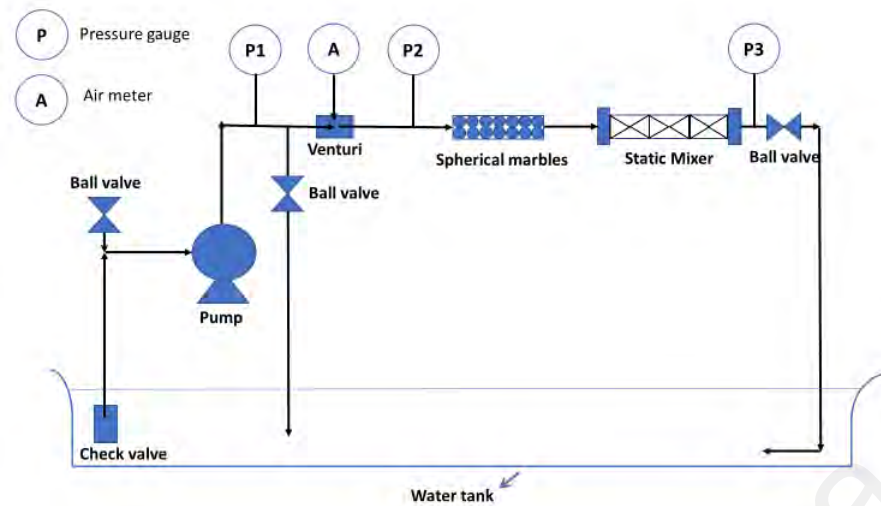 P Pressure gauge
A Air meter
P1
A
P2
P3
Venturi
Spherical marbles
Static Mixer
Ball valve
Ball valve
Ball valve
Pump
Check valve
Water tank